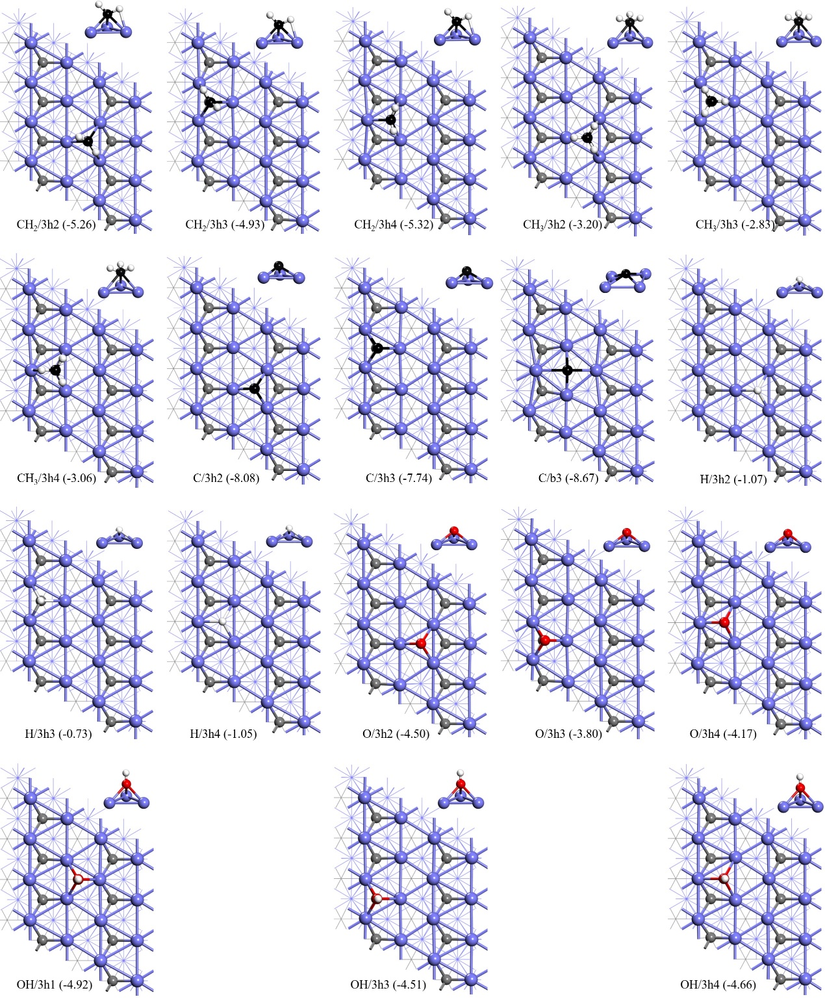 CH₂/3h2 (-5.26)
CH₂/3h3 (-4.93)
CH₂/3h4 (-5.32)
CH₃/3h2 (-3.20)
CH₃/3h3 (-2.83)
CH₃/3h4 (-3.06)
C/3h2 (-8.08)
C/3h3 (-7.74)
C/b3 (-8.67)
H/3h2 (-1.07)
H/3h3 (-0.73)
H/3h4 (-1.05)
O/3h2 (-4.50)
O/3h3 (-3.80)
O/3h4 (-4.17)
OH/3h1 (-4.92)
OH/3h3 (-4.51)
OH/3h4 (-4.66)